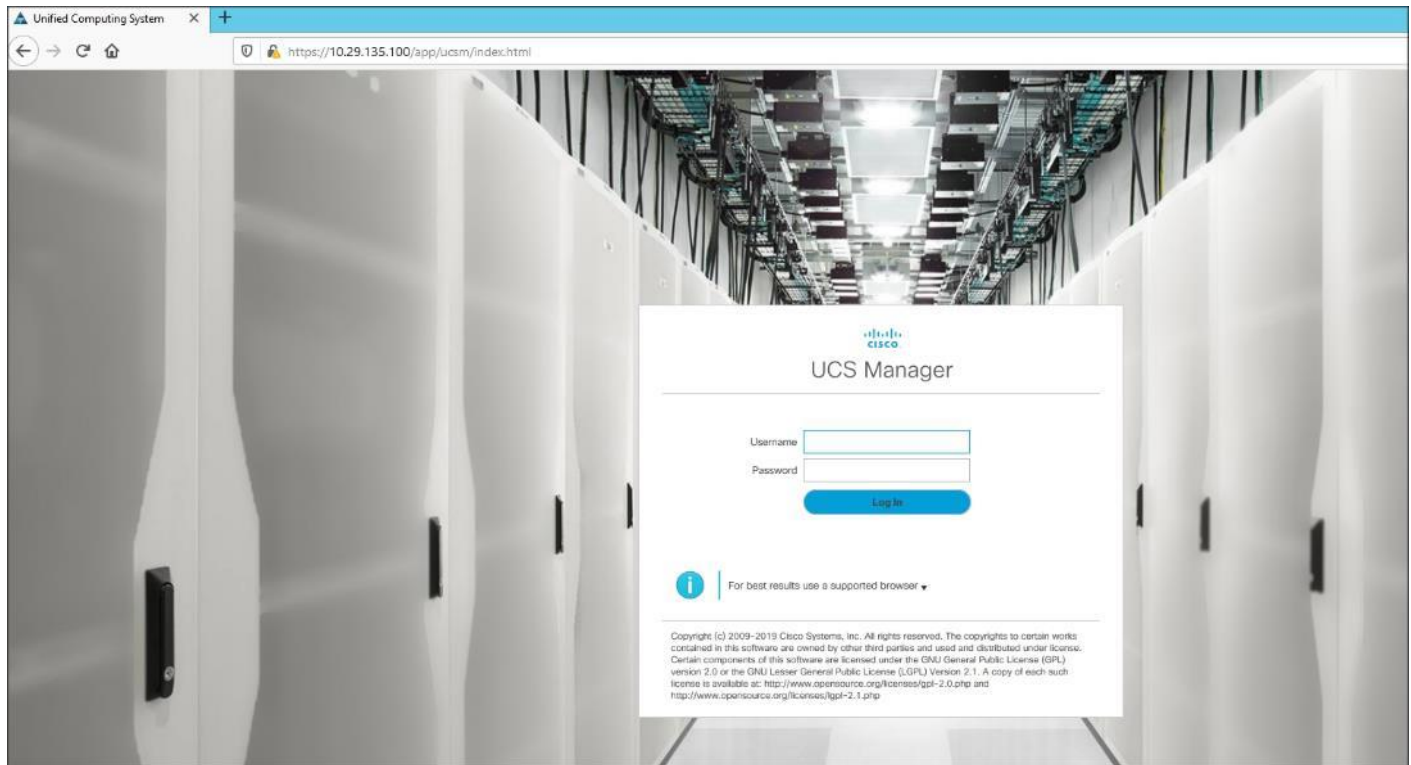 Unified Computing System
https://10.29.135.100/app/ucsm/index.html
CISCO
UCS Manager
Username
Password
Log In
For best results use a supported browser
Copyright (c) 2009-2019 Cisco Systems, Inc. All rights reserved. The copyrights to certain works
contained in this software are owned by other third parties and used and distributed under license.
Certain components of this software are licensed under the GNU General Public License (GPL)
version 2.0 or the GNU Lesser General Public License (LGPL) Version 2.1. A copy of each such
license is available at: http://www.opensource.org/licenses/gpl-2.0.php and
http://www.opensource.org/licenses/lgpl-2.1.php